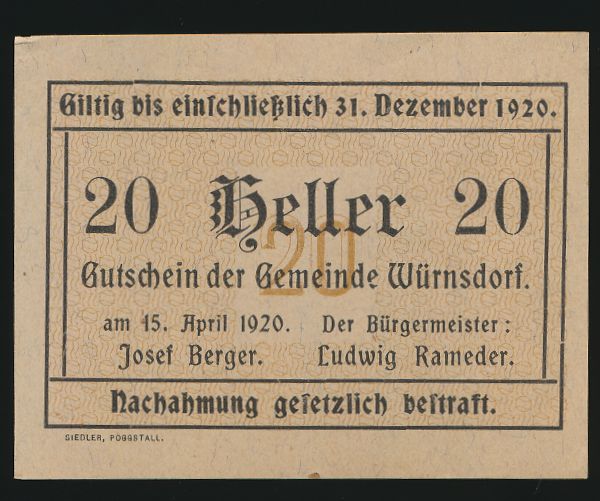 Giltig bis einſchließlich 31. Dezember 1920.
20 Heller 20
20
Gutschein der Gemeinde Würnsdorf.
am 15. April 1920. Der Bürgermeister:
Josef Berger. Ludwig Rameder.
Nachahmung geſetzlich beſtraft.
SIEDLER, PÖGGSTALL.